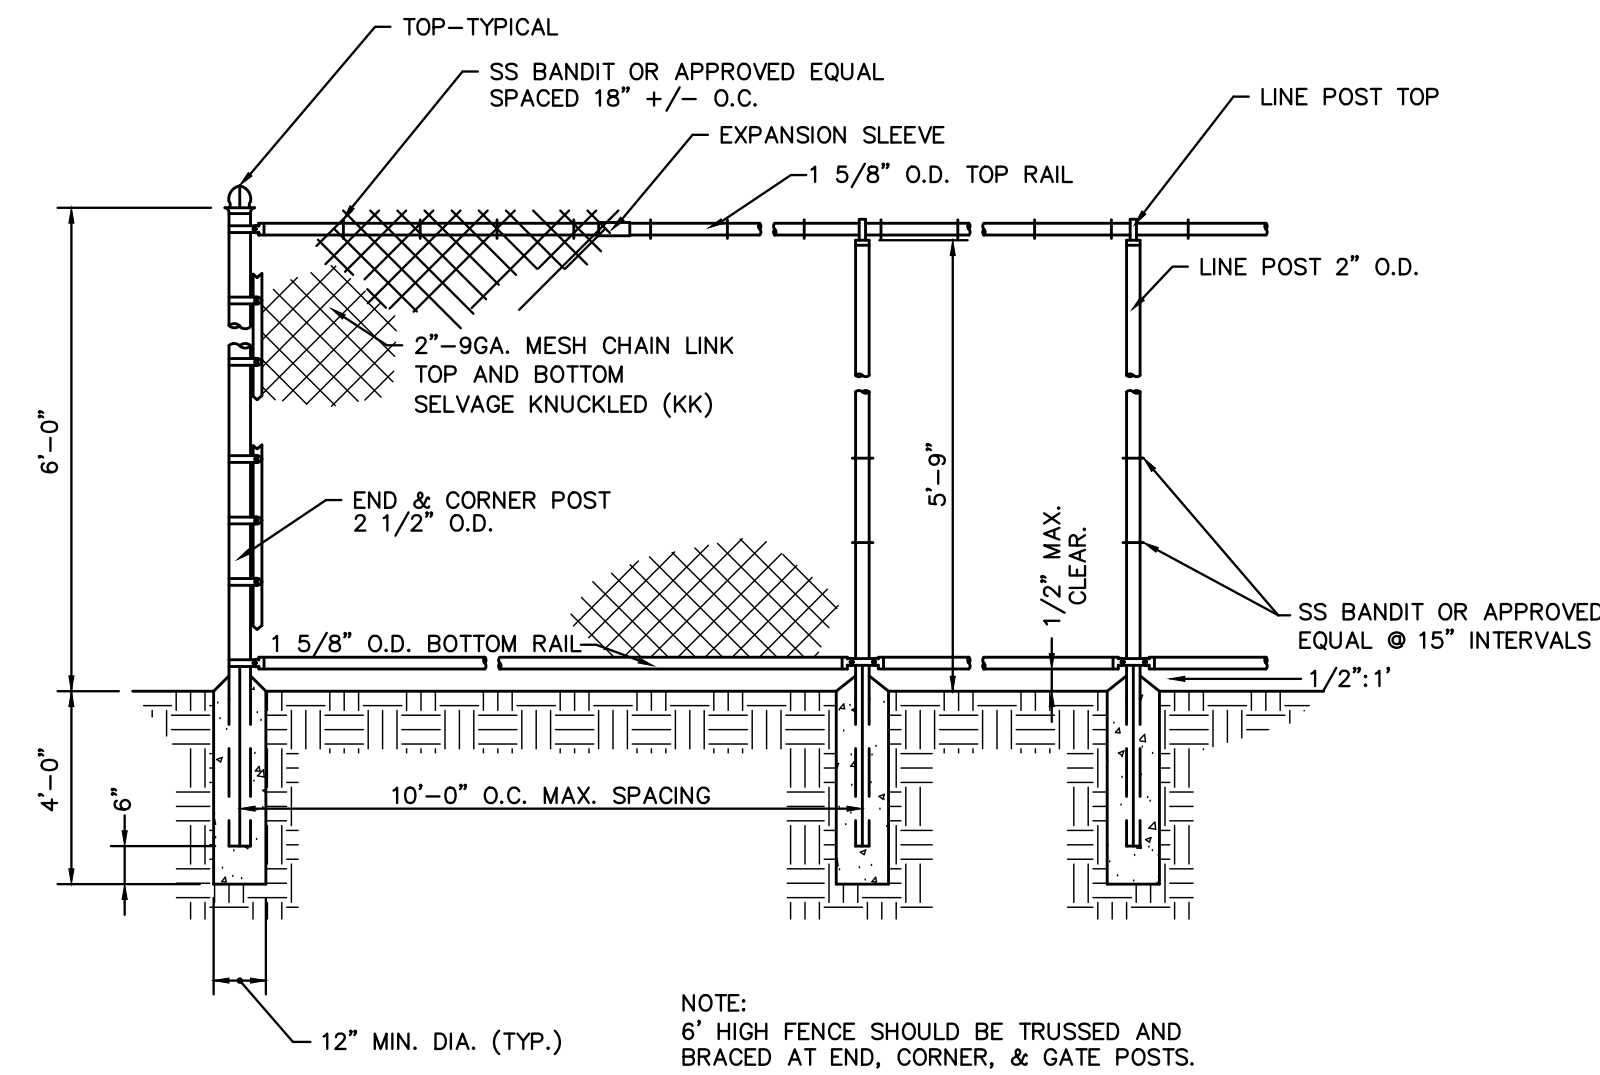 TOP-TYPICAL
SS BANDIT OR APPROVED EQUAL
SPACED 18" +/- O.C.
LINE POST TOP
EXPANSION SLEEVE
1 5/8" O.D. TOP RAIL
LINE POST 2" O.D.
2"-9GA. MESH CHAIN LINK
TOP AND BOTTOM
SELVAGE KNUCKLED (KK)
6'-0"
5'-9"
END & CORNER POST
2 1/2" O.D.
1/2" MAX.
CLEAR.
SS BANDIT OR APPROVED
EQUAL @ 15" INTERVALS
1 5/8" O.D. BOTTOM RAIL
1/2":1'
4'-0"
6"
10'-0" O.C. MAX. SPACING
12" MIN. DIA. (TYP.)
NOTE:
6' HIGH FENCE SHOULD BE TRUSSED AND
BRACED AT END, CORNER, & GATE POSTS.